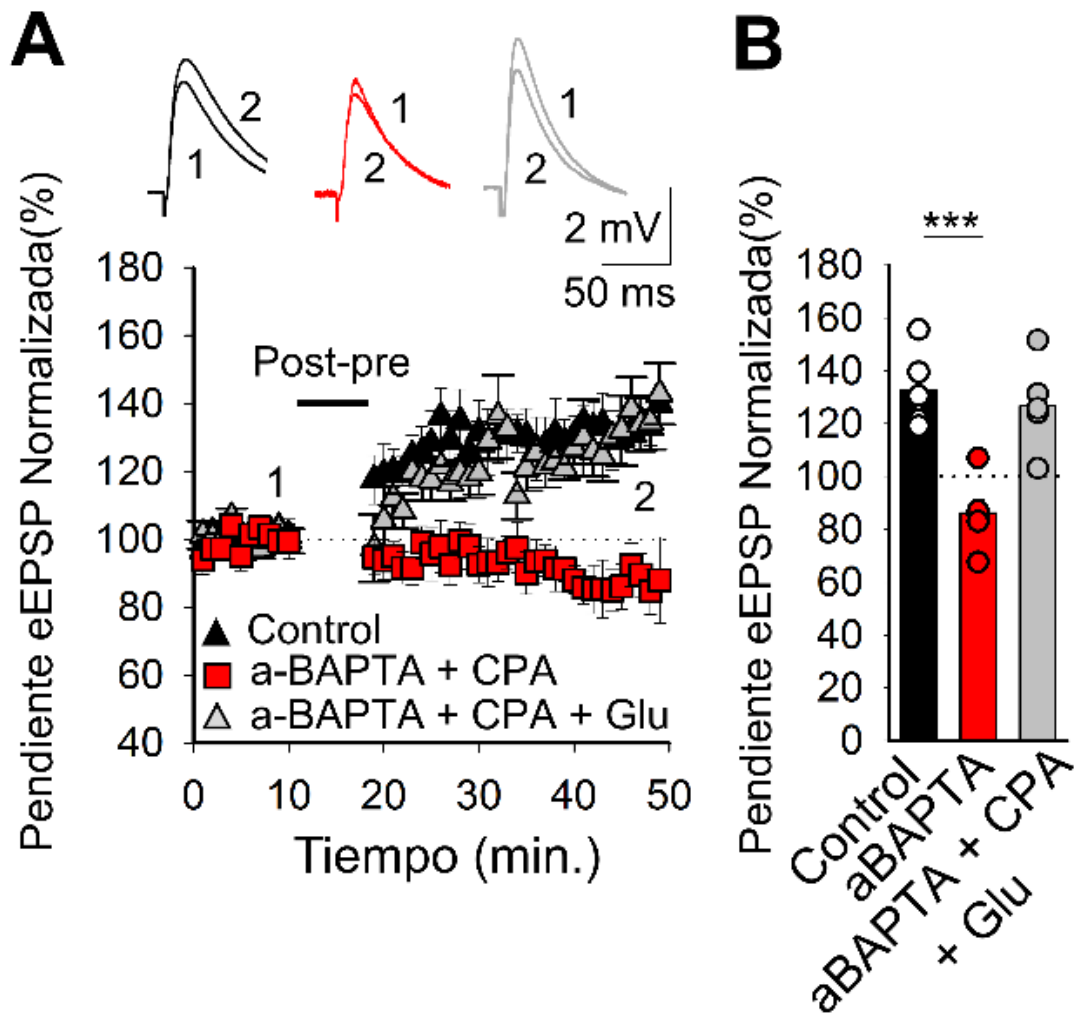 A
2
1
1
2
1
2
2 mV
50 ms
Pendiente eEPSP Normalizada(%)
180
160
140
120
100
80
60
40
Post-pre
1
2
Control
a-BAPTA + CPA
a-BAPTA + CPA + Glu
0
10
20
30
40
50
Tiempo (min.)
B
***
Pendiente eEPSP Normalizada(%)
180
160
140
120
100
80
60
40
20
0
Control
aBAPTA
aBAPTA + CPA
+ Glu